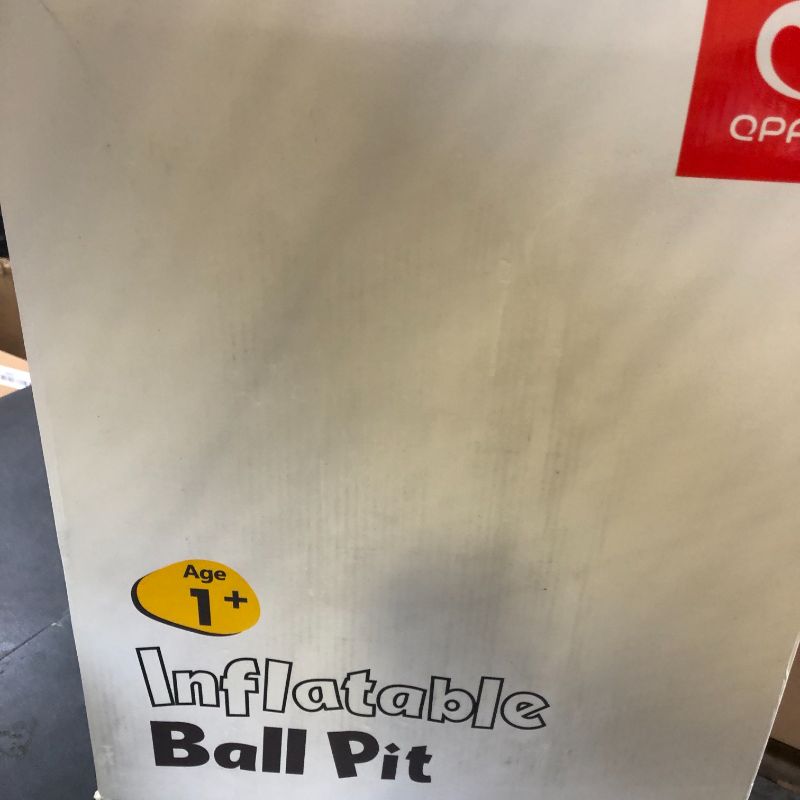 Age
1+
Inflatable
Ball Pit